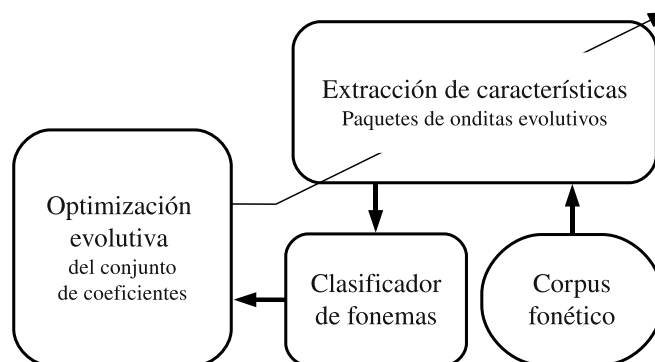 Extracción de características
Paquetes de onditas evolutivos
Optimización
evolutiva
del conjunto
de coeficientes
Clasificador
de fonemas
Corpus
fonético